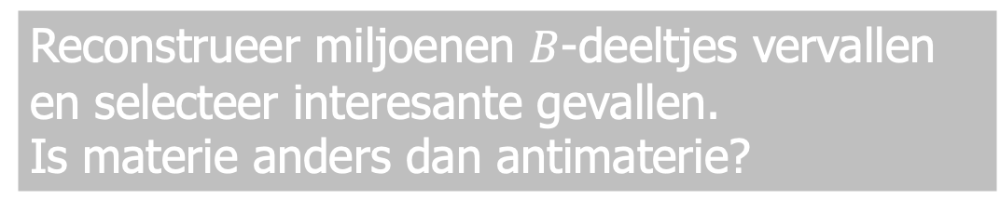 Reconstrueer miljoenen B-deeltjes vervallen
en selecteer interesante gevallen.
Is materie anders dan antimaterie?